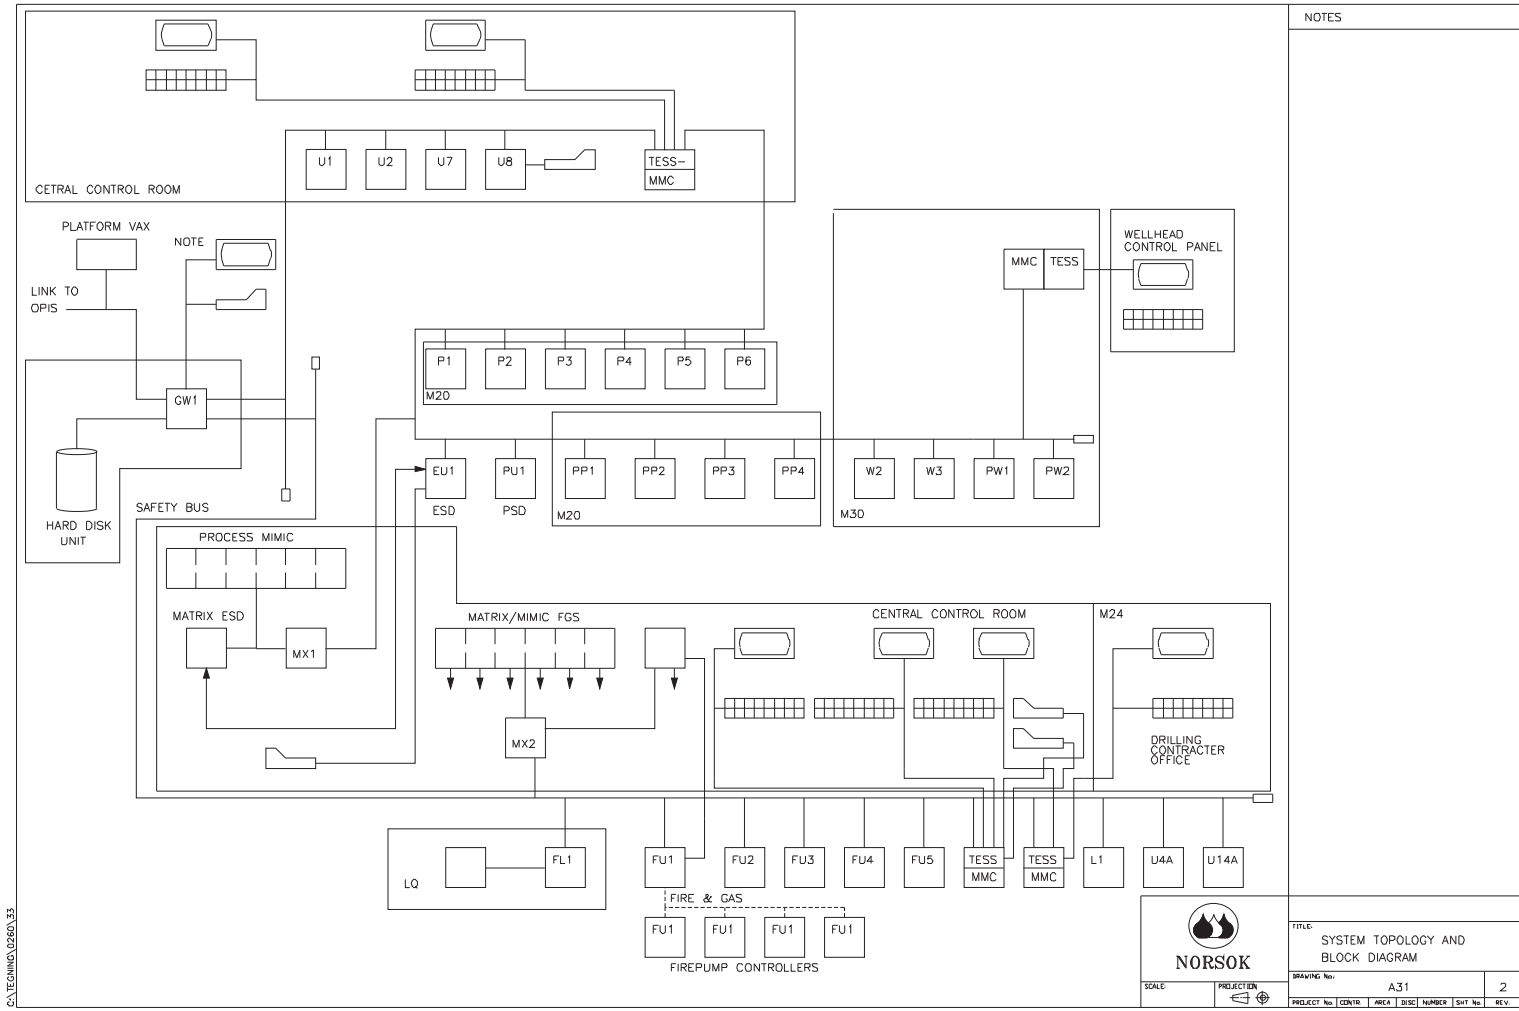 NOTES
U1
U2
U7
U8
TESS-
MMC
CETRAL CONTROL ROOM
PLATFORM VAX
NOTE
LINK TO
OPIS
MMC
TESS
WELLHEAD
CONTROL PANEL
P1
P2
P3
P4
P5
P6
M20
GW1
EU1
PU1
PP1
PP2
PP3
PP4
W2
W3
PW1
PW2
ESD
PSD
M20
M30
HARD DISK
UNIT
SAFETY BUS
PROCESS MIMIC
MATRIX ESD
MX1
MATRIX/MIMIC FGS
CENTRAL CONTROL ROOM
M24
MX2
DRILLING
CONTRACTER
OFFICE
LQ
FL1
FU1
FU2
FU3
FU4
FU5
TESS
MMC
TESS
MMC
L1
U4A
U14A
FIRE & GAS
FU1
FU1
FU1
FU1
FIREPUMP CONTROLLERS
C:\TEGNING\0260\33
NORSOK
SCALE:
PROJECTION
TITLE:
SYSTEM TOPOLOGY AND
BLOCK DIAGRAM
DRAWING No:
A31
2
PROJECT No. CONTR. AREA DISC NUMBER SHT No. REV.